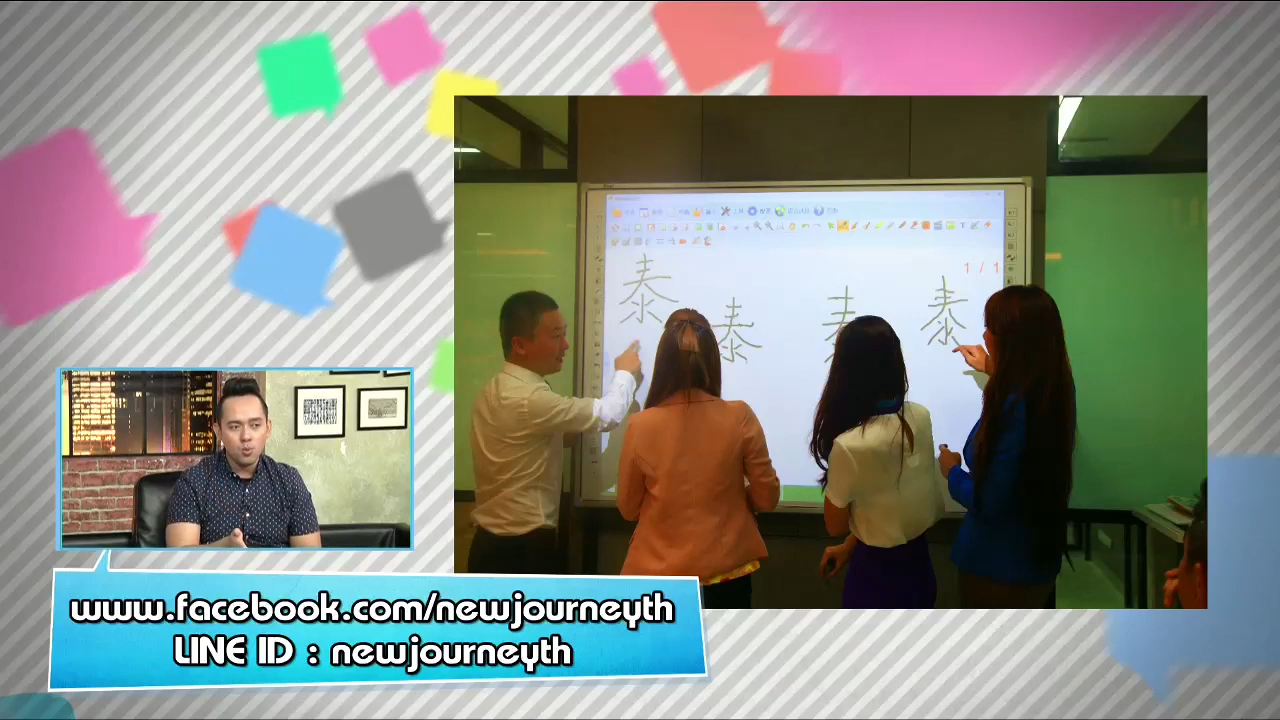 1 / 1
泰 泰 泰 泰
www.facebook.com/newjourneyth
LINE ID : newjourneyth